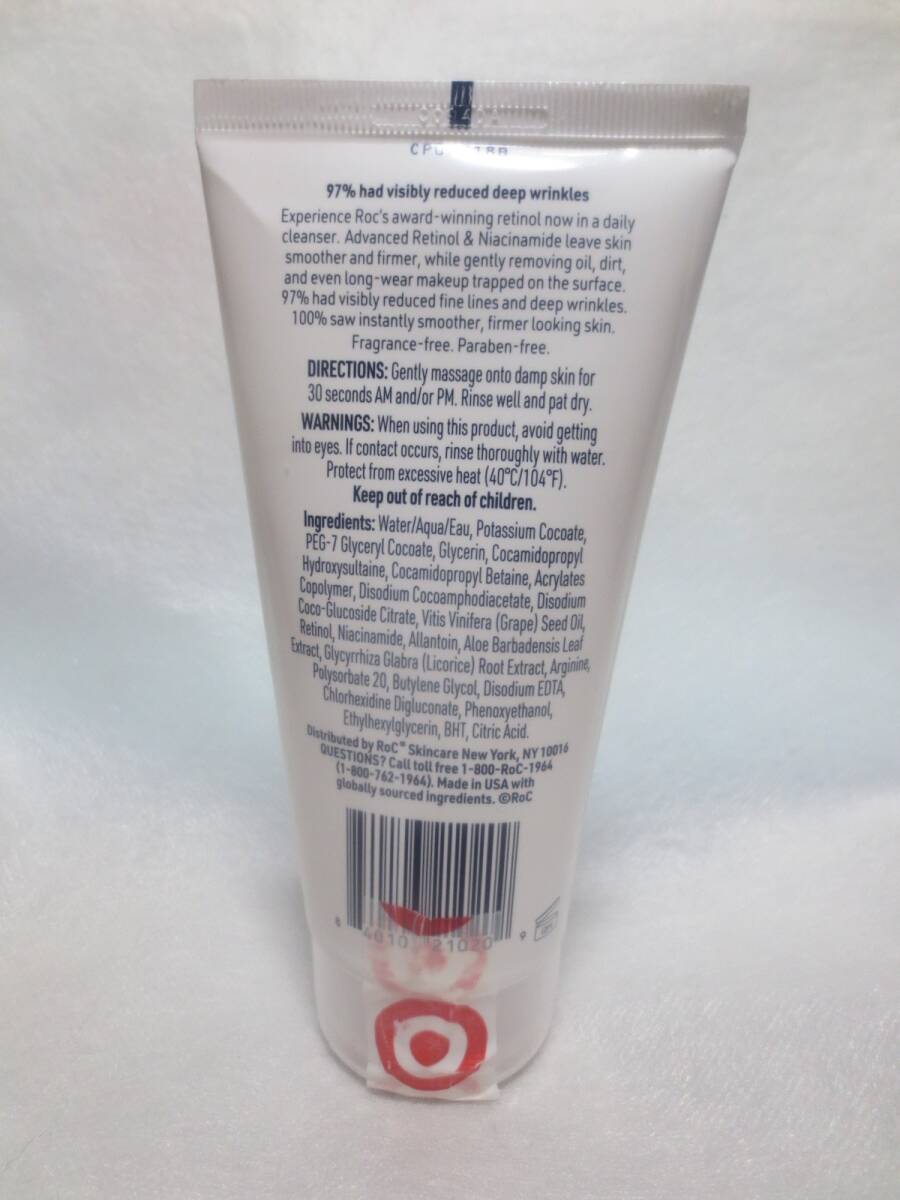 97% had visibly reduced deep wrinkles
Experience Roc's award-winning retinol now in a daily
cleanser. Advanced Retinol & Niacinamide leave skin
smoother and firmer, while gently removing oil, dirt,
and even long-wear makeup trapped on the surface.
97% had visibly reduced fine lines and deep wrinkles.
100% saw instantly smoother, firmer looking skin.
Fragrance-free. Paraben-free.
DIRECTIONS: Gently massage onto damp skin for
30 seconds AM and/or PM. Rinse well and pat dry.
WARNINGS: When using this product, avoid getting
into eyes. If contact occurs, rinse thoroughly with water.
Protect from excessive heat (40°C/104°F).
Keep out of reach of children.
Ingredients: Water/Aqua/Eau, Potassium Cocoate,
PEG-7 Glyceryl Cocoate, Glycerin, Cocamidopropyl
Hydroxysultaine, Cocamidopropyl Betaine, Acrylates
Copolymer, Disodium Cocoamphodiacetate, Disodium
Coco-Glucoside Citrate, Vitis Vinifera (Grape) Seed Oil,
Retinol, Niacinamide, Allantoin, Aloe Barbadensis Leaf
Extract, Glycyrrhiza Glabra (Licorice) Root Extract, Arginine,
Polysorbate 20, Butylene Glycol, Disodium EDTA,
Chlorhexidine Digluconate, Phenoxyethanol,
Ethylhexylglycerin, BHT, Citric Acid.
Distributed by RoC® Skincare New York, NY 10016
QUESTIONS? Call toll free 1-800-RoC-1964
(1-800-762-1964). Made in USA with
globally sourced ingredients. ©RoC
8 21020 9